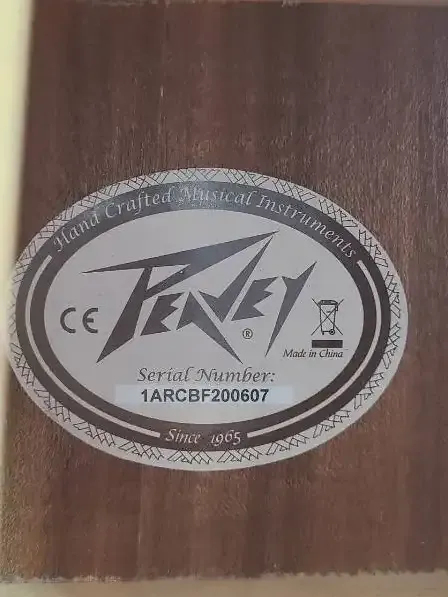 Hand Crafted Musical Instruments
CE
PEAVEY®
Made in China
Serial Number:
1ARCBF200607
Since 1965